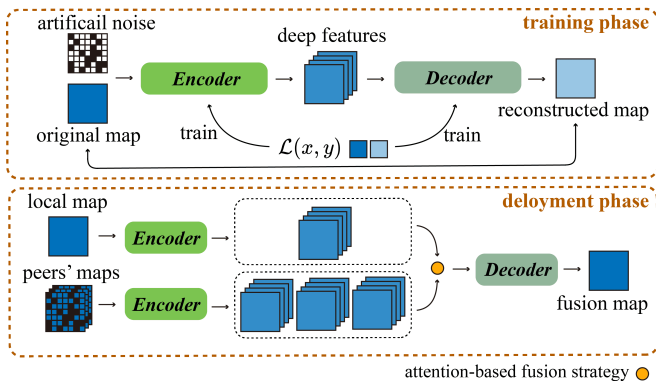 artificail noise
training phase
deep features
Encoder
Decoder
original map
reconstructed map
train
train
L(x, y)
local map
deloyment phase
Encoder
peers' maps
Encoder
Decoder
fusion map
attention-based fusion strategy